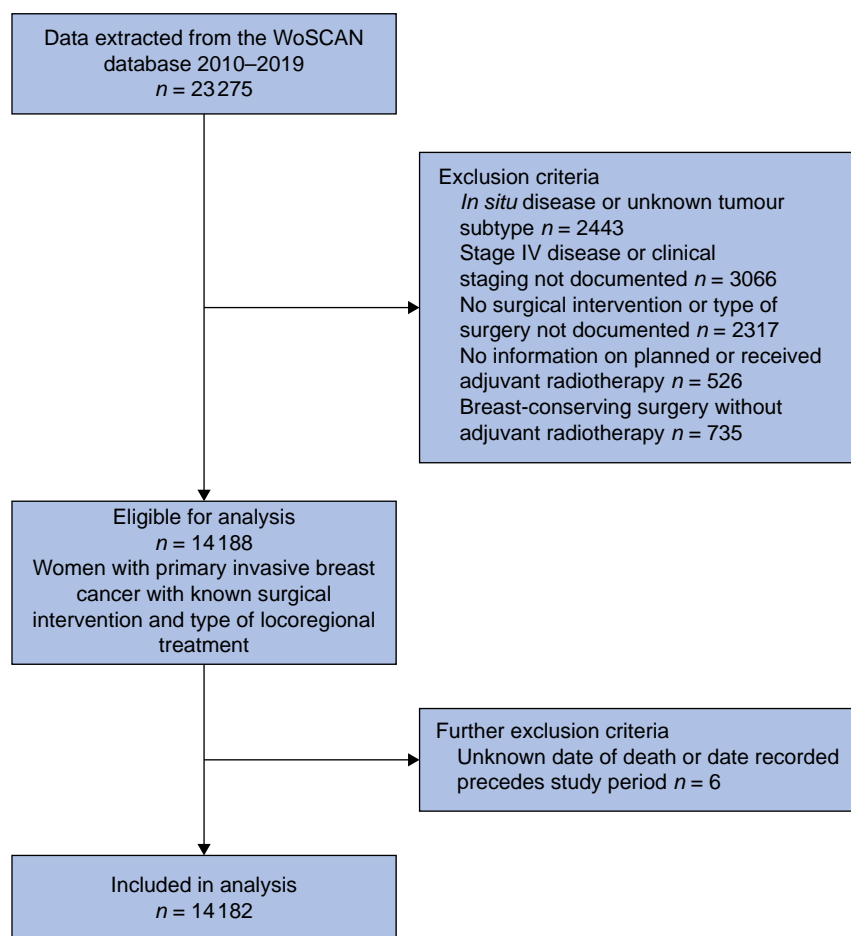 Data extracted from the WoSCAN
database 2010–2019
n = 23 275
Exclusion criteria
In situ disease or unknown tumour
subtype n = 2443
Stage IV disease or clinical
staging not documented n = 3066
No surgical intervention or type of
surgery not documented n = 2317
No information on planned or received
adjuvant radiotherapy n = 526
Breast-conserving surgery without
adjuvant radiotherapy n = 735
Eligible for analysis
n = 14 188
Women with primary invasive breast
cancer with known surgical
intervention and type of locoregional
treatment
Further exclusion criteria
Unknown date of death or date recorded
precedes study period n = 6
Included in analysis
n = 14 182